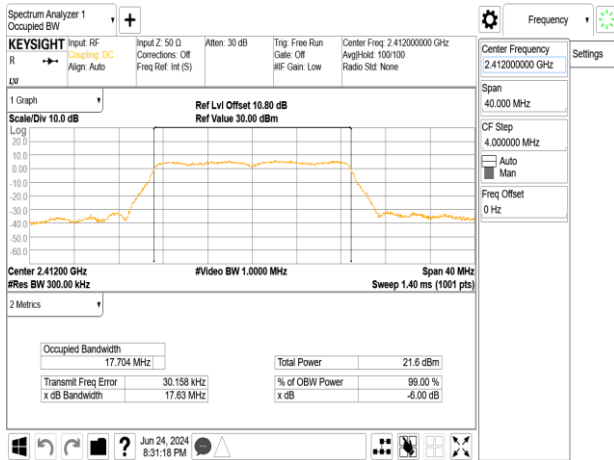 Spectrum Analyzer 1
Occupied BW
Frequency
Settings
KEYSIGHT
R
LXI
Input: RF
Coupling: DC
Align: Auto
Input Z: 50 Ω
Corrections: Off
Freq Ref: Int (S)
Atten: 30 dB
Trig: Free Run
Gate: Off
#IF Gain: Low
Center Freq: 2.412000000 GHz
Avg|Hold: 100/100
Radio Std: None
Center Frequency
2.412000000 GHz
Span
40.000 MHz
CF Step
4.000000 MHz
Auto
Man
Freq Offset
0 Hz
1 Graph
Scale/Div 10.0 dB
Ref Lvl Offset 10.80 dB
Ref Value 30.00 dBm
Log
20.0
10.0
0.00
-10.0
-20.0
-30.0
-40.0
-50.0
-60.0
Center 2.41200 GHz
#Res BW 300.00 kHz
#Video BW 1.0000 MHz
Span 40 MHz
Sweep 1.40 ms (1001 pts)
2 Metrics
Occupied Bandwidth
17.704 MHz
Total Power 21.6 dBm
Transmit Freq Error 30.158 kHz
% of OBW Power 99.00 %
x dB Bandwidth 17.63 MHz
x dB -6.00 dB
?
Jun 24, 2024
8:31:18 PM